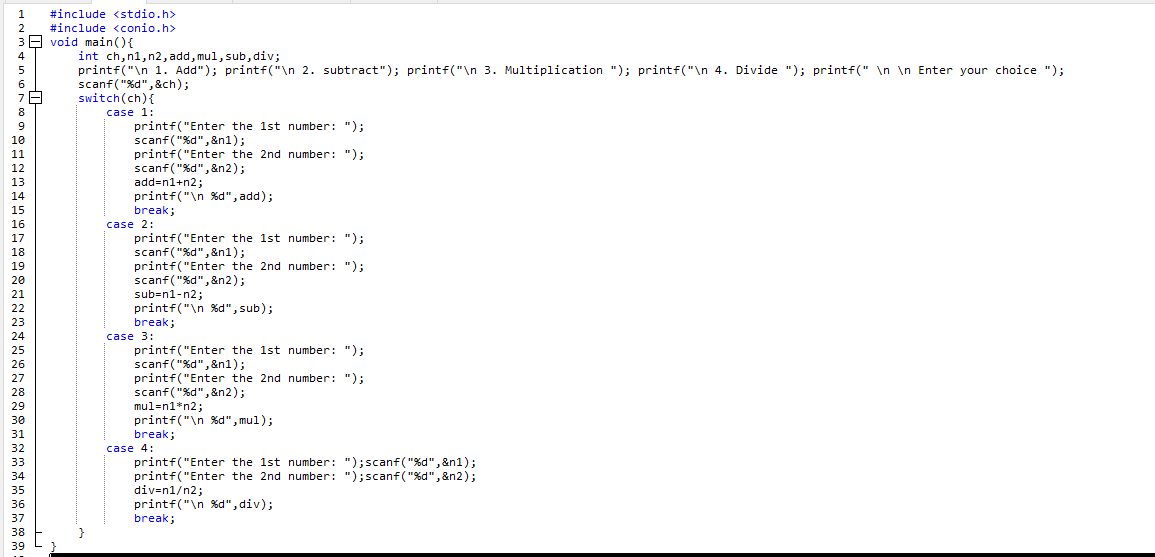 1 #include <stdio.h>
2 #include <conio.h>
3 void main(){
4 int ch,n1,n2,add,mul,sub,div;
5 printf("\n 1. Add"); printf("\n 2. subtract"); printf("\n 3. Multiplication "); printf("\n 4. Divide "); printf(" \n \n Enter your choice ");
6 scanf("%d",&ch);
7 switch(ch){
8 case 1:
9 printf("Enter the 1st number: ");
10 scanf("%d",&n1);
11 printf("Enter the 2nd number: ");
12 scanf("%d",&n2);
13 add=n1+n2;
14 printf("\n %d",add);
15 break;
16 case 2:
17 printf("Enter the 1st number: ");
18 scanf("%d",&n1);
19 printf("Enter the 2nd number: ");
20 scanf("%d",&n2);
21 sub=n1-n2;
22 printf("\n %d",sub);
23 break;
24 case 3:
25 printf("Enter the 1st number: ");
26 scanf("%d",&n1);
27 printf("Enter the 2nd number: ");
28 scanf("%d",&n2);
29 mul=n1*n2;
30 printf("\n %d",mul);
31 break;
32 case 4:
33 printf("Enter the 1st number: ");scanf("%d",&n1);
34 printf("Enter the 2nd number: ");scanf("%d",&n2);
35 div=n1/n2;
36 printf("\n %d",div);
37 break;
38 }
39 }